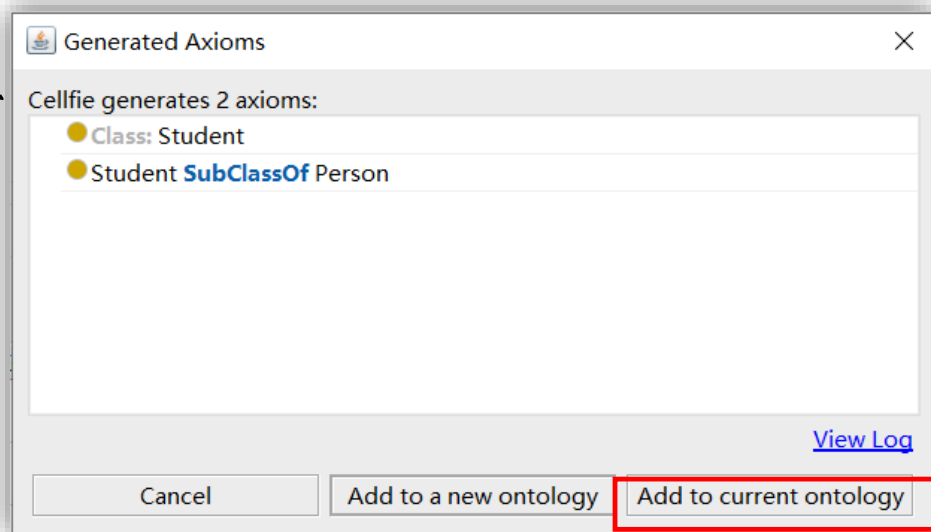 Generated Axioms
Cellfie generates 2 axioms:
Class: Student
Student SubClassOf Person
View Log
Cancel
Add to a new ontology
Add to current ontology